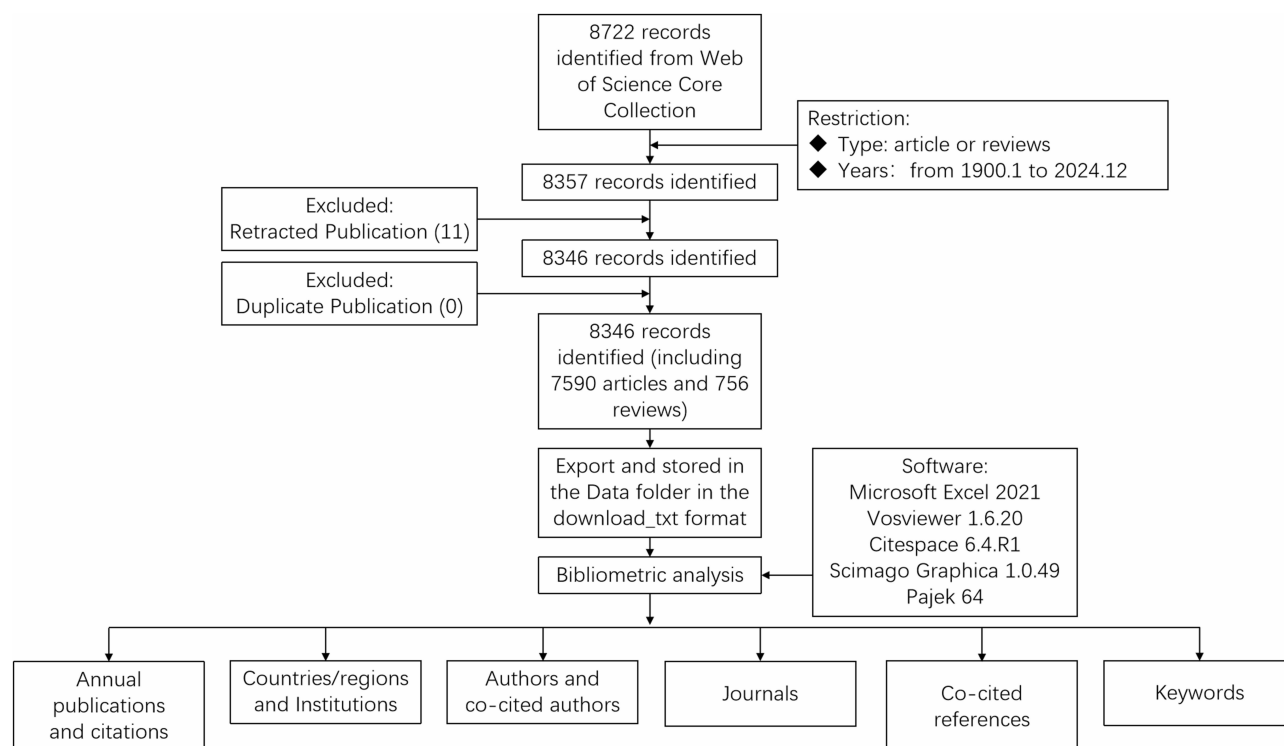 8722 records
identified from Web
of Science Core
Collection
Restriction:
◆ Type: article or reviews
◆ Years： from 1900.1 to 2024.12
8357 records identified
Excluded:
Retracted Publication (11)
8346 records identified
Excluded:
Duplicate Publication (0)
8346 records
identified (including
7590 articles and 756
reviews)
Export and stored in
the Data folder in the
download_txt format
Software:
Microsoft Excel 2021
Vosviewer 1.6.20
Citespace 6.4.R1
Scimago Graphica 1.0.49
Pajek 64
Bibliometric analysis
Annual
publications
and citations
Countries/regions
and Institutions
Authors and
co-cited authors
Journals
Co-cited
references
Keywords